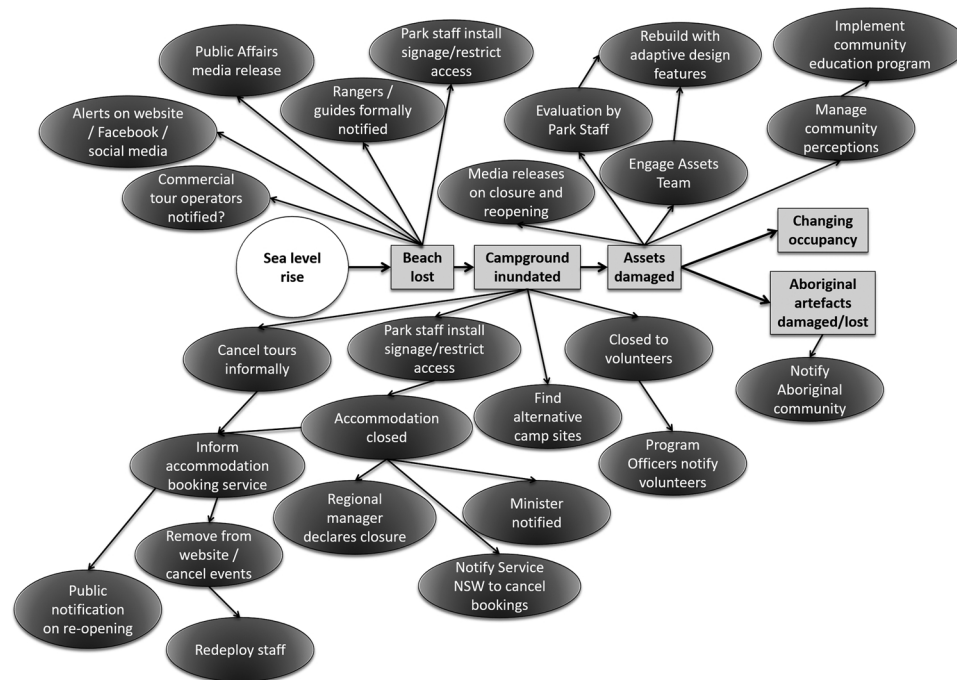 Implement
community
education program
Park staff install
signage/restrict
access
Rebuild with
adaptive design
features
Public Affairs
media release
Rangers /
guides formally
notified
Evaluation by
Park Staff
Manage
community
perceptions
Alerts on website
/ Facebook /
social media
Engage Assets
Team
Media releases
on closure and
reopening
Commercial
tour operators
notified?
Changing
occupancy
Sea level
rise
Beach
lost
Campground
inundated
Assets
damaged
Aboriginal
artefacts
damaged/lost
Cancel tours
informally
Park staff install
signage/restrict
access
Closed to
volunteers
Notify
Aboriginal
community
Find
alternative
camp sites
Accommodation
closed
Inform
accommodation
booking service
Program
Officers notify
volunteers
Regional
manager
declares closure
Minister
notified
Remove from
website /
cancel events
Notify Service
NSW to cancel
bookings
Public
notification
on re-opening
Redeploy staff